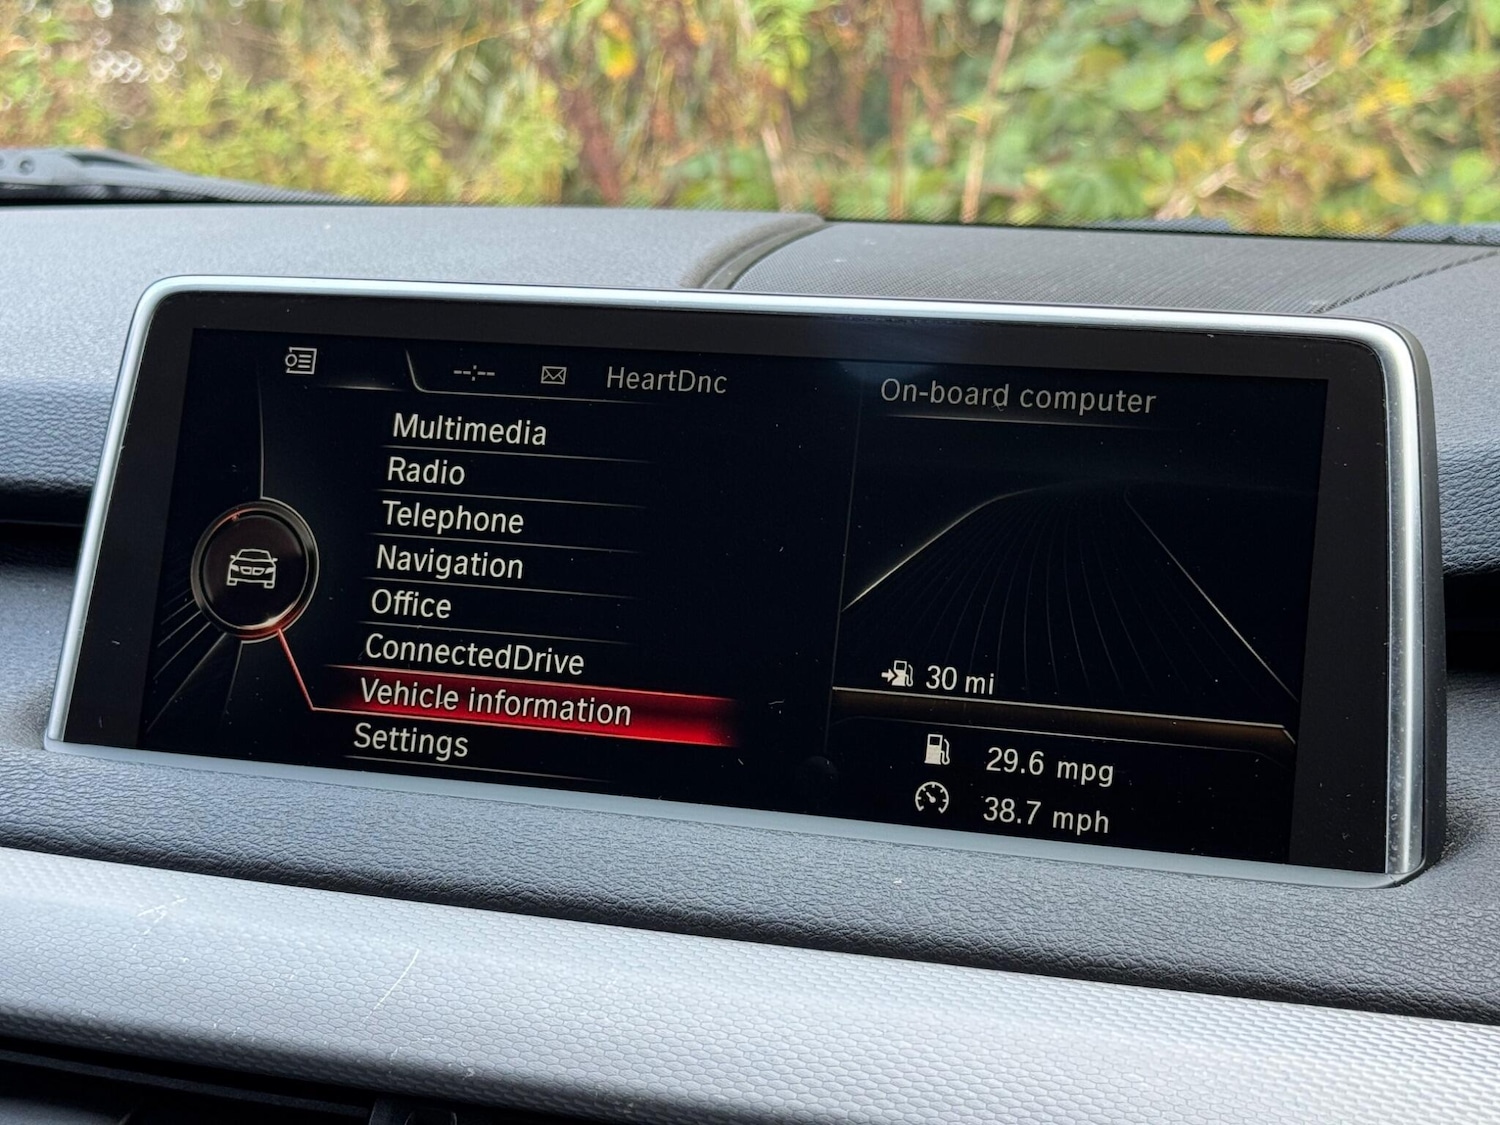 --:-- HeartDnc
Multimedia
Radio
Telephone
Navigation
Office
ConnectedDrive
Vehicle information
Settings
On-board computer
30 mi
29.6 mpg
38.7 mph